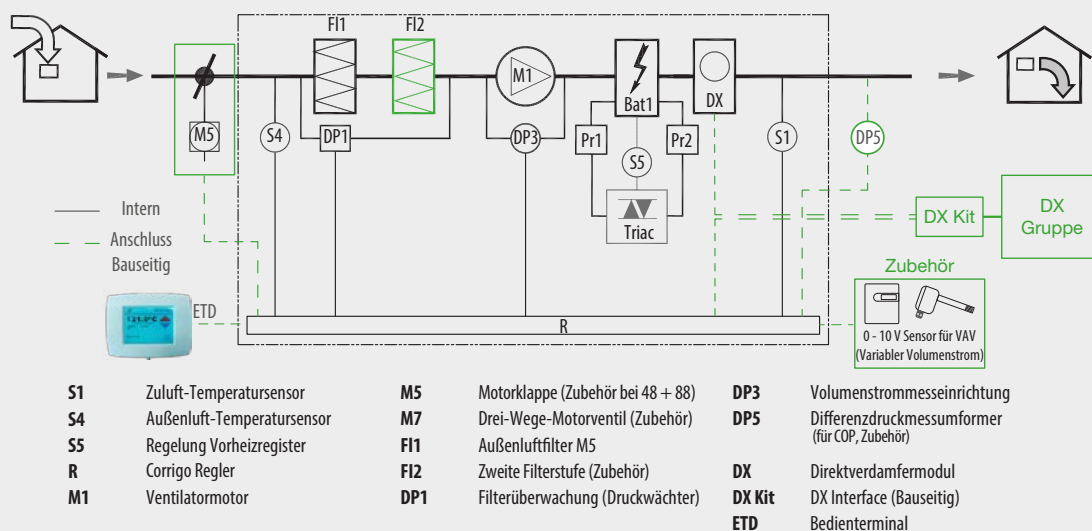 FI1
FI2
M1
Bat1
DX
M5
S4
DP1
DP3
Pr1
S5
Pr2
S1
DP5
Triac
Intern
Anschluss
Bauseitig
DX Kit
DX
Gruppe
Zubehör
ETD
R
0 - 10 V Sensor für VAV
(Variabler Volumenstrom)
S1 Zuluft-Temperatursensor
S4 Außenluft-Temperatursensor
S5 Regelung Vorheizregister
R Corrigo Regler
M1 Ventilatormotor
M5 Motorklappe (Zubehör bei 48 + 88)
M7 Drei-Wege-Motorventil (Zubehör)
FI1 Außenluftfilter M5
FI2 Zweite Filterstufe (Zubehör)
DP1 Filterüberwachung (Druckwächter)
DP3 Volumenstrommesseinrichtung
DP5 Differenzdruckmessumformer
(für COP, Zubehör)
DX Direktverdamfermodul
DX Kit DX Interface (Bauseitig)
ETD Bedienterminal